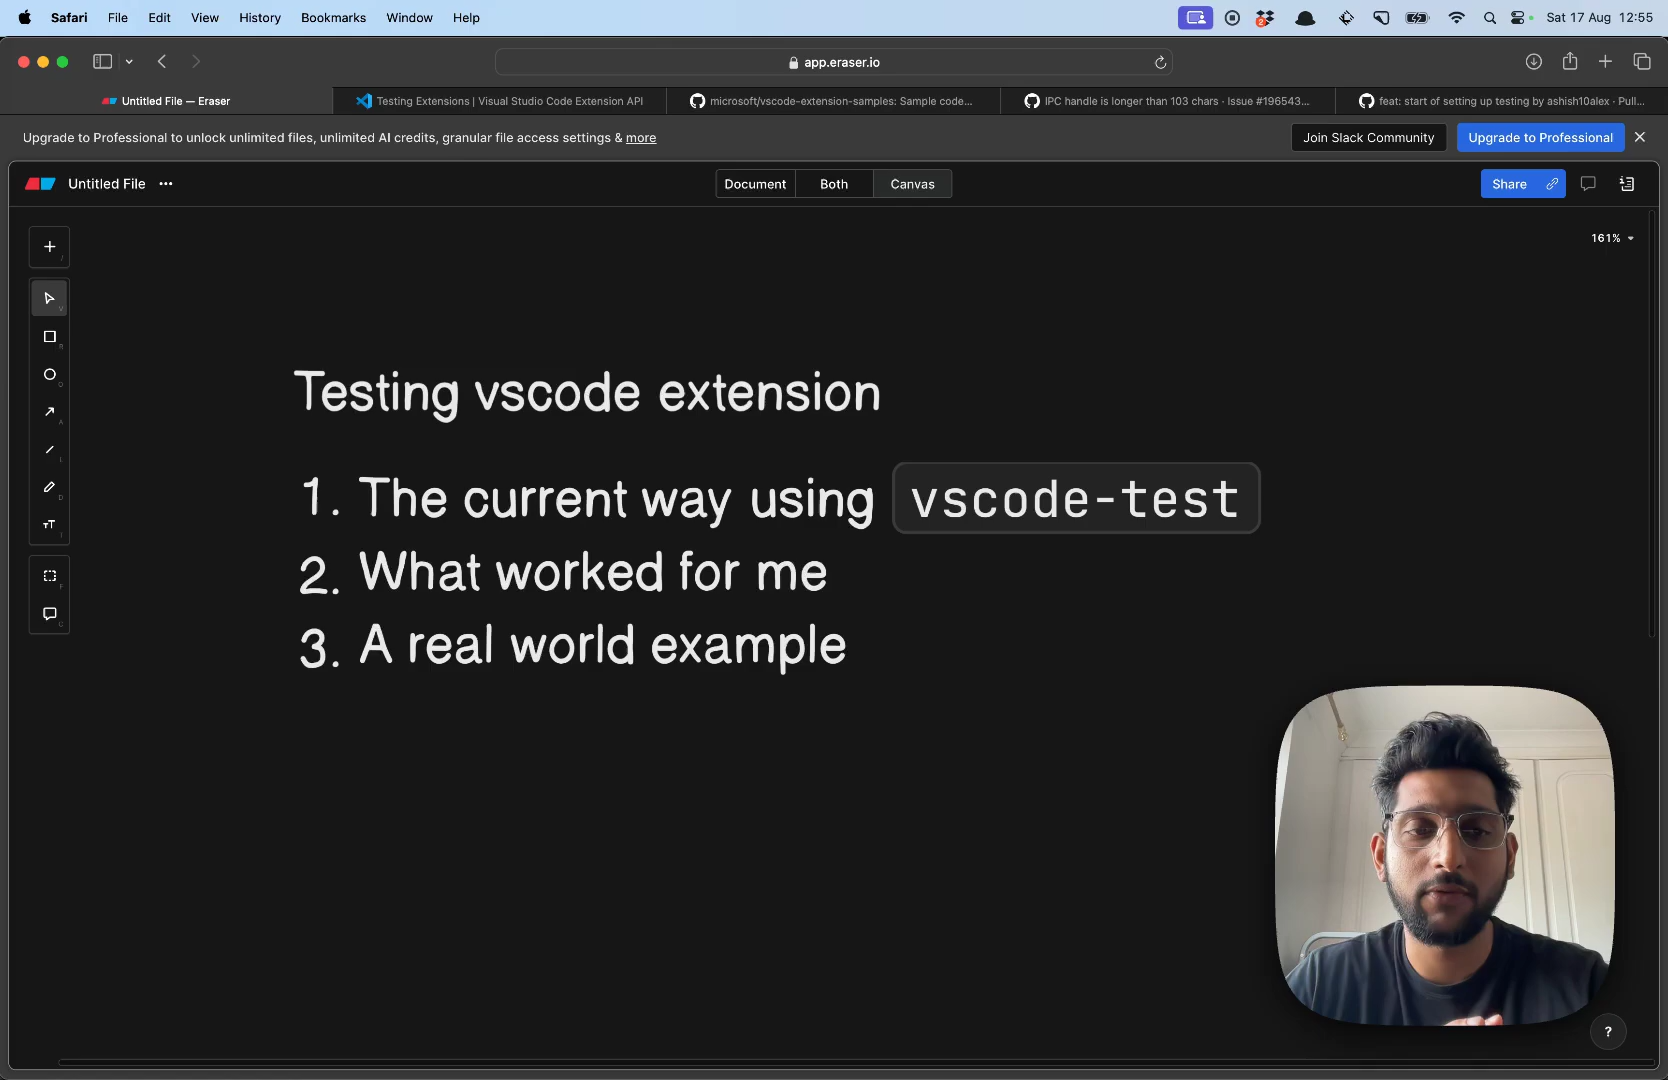 Safari File Edit View History Bookmarks Window Help 2 Sat 17 Aug 12:55
app.eraser.io
Untitled File — Eraser Testing Extensions | Visual Studio Code Extension API microsoft/vscode-extension-samples: Sample code... IPC handle is longer than 103 chars · Issue #196543... feat: start of setting up testing by ashish10alex · Pull...
Upgrade to Professional to unlock unlimited files, unlimited AI credits, granular file access settings & more Join Slack Community Upgrade to Professional
Untitled File ••• Document Both Canvas Share
161%
Testing vscode extension
1. The current way using vscode-test
2. What worked for me
3. A real world example
?